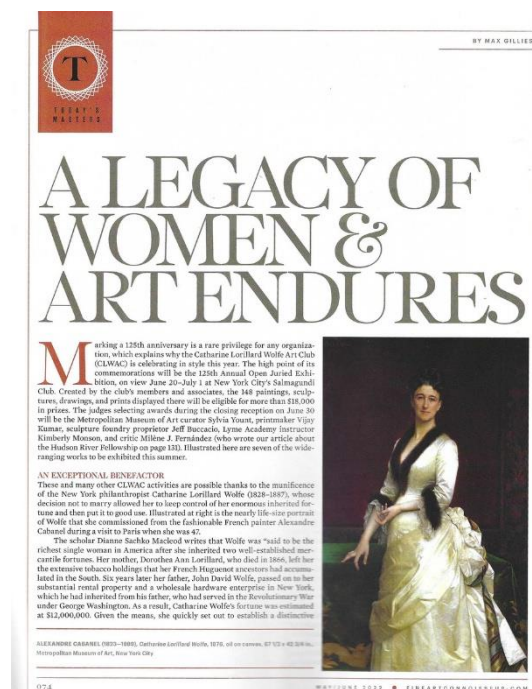 BY MAX GILLIES
T
TODAY'S
MASTERS
A LEGACY OF
WOMEN &
ART ENDURES
Marking a 125th anniversary is a rare privilege for any organiza-
tion, which explains why the Catharine Lorillard Wolfe Art Club
(CLWAC) is celebrating in style this year. The high point of its
commemorations will be the 125th Annual Open Juried Exhi-
bition, on view June 20–July 1 at New York City's Salmagundi
Club. Created by the club's members and associates, the 148 paintings, sculp-
tures, drawings, and prints displayed there will be eligible for more than $18,000
in prizes. The judges selecting awards during the closing reception on June 30
will be the Metropolitan Museum of Art curator Sylvia Yount, printmaker Vijay
Kumar, sculpture foundry proprietor Jeff Buccacio, Lyme Academy instructor
Kimberly Monson, and critic Milène J. Fernández (who wrote our article about
the Hudson River Fellowship on page 131). Illustrated here are seven of the wide-
ranging works to be exhibited this summer.
AN EXCEPTIONAL BENEFACTOR
These and many other CLWAC activities are possible thanks to the munificence
of the New York philanthropist Catharine Lorillard Wolfe (1828–1887), whose
decision not to marry allowed her to keep control of her enormous inherited for-
tune and then put it to good use. Illustrated at right is the nearly life-size portrait
of Wolfe that she commissioned from the fashionable French painter Alexandre
Cabanel during a visit to Paris when she was 47.
The scholar Dianne Sachko Macleod writes that Wolfe was "said to be the
richest single woman in America after she inherited two well-established mer-
cantile fortunes. Her mother, Dorothea Ann Lorillard, who died in 1866, left her
the extensive tobacco holdings that her French Huguenot ancestors had accumu-
lated in the South. Six years later her father, John David Wolfe, passed on to her
substantial rental property and a wholesale hardware enterprise in New York,
which he had inherited from his father, who had served in the Revolutionary War
under George Washington. As a result, Catharine Wolfe's fortune was estimated
at $12,000,000. Given the means, she quickly set out to establish a distinctive
ALEXANDRE CABANEL (1823–1889), Catharine Lorillard Wolfe, 1876, oil on canvas, 67 1/2 x 42 3/4 in.,
Metropolitan Museum of Art, New York City
074
MAY/JUNE 2022 • FINEARTCONNOISSEUR.COM